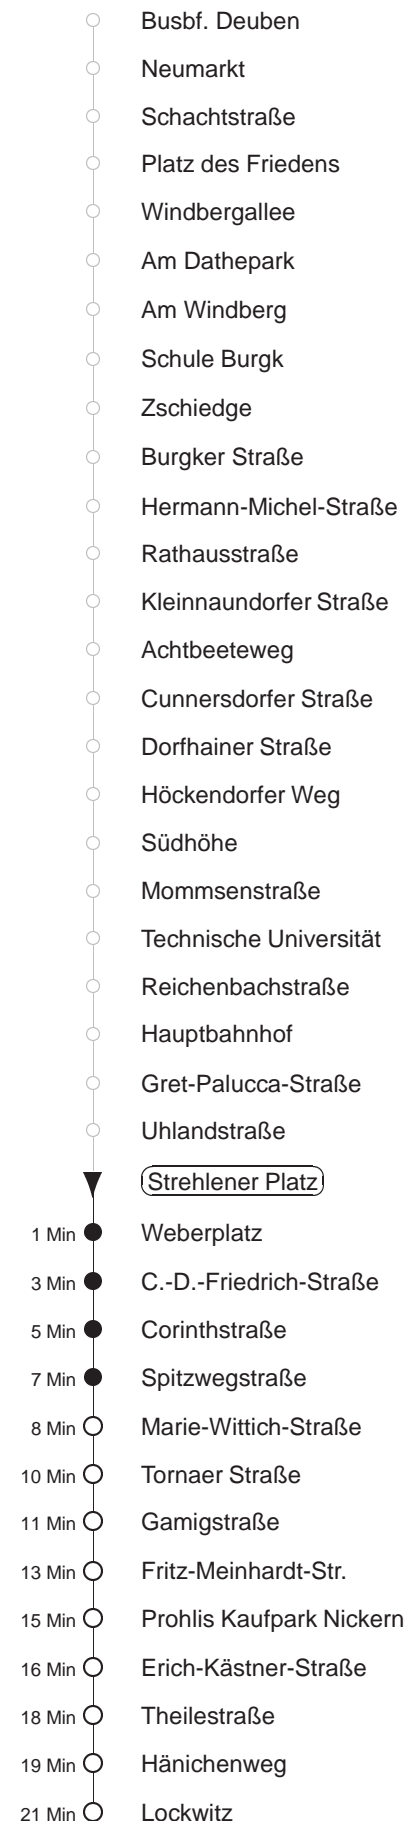 Busbf. Deuben
Neumarkt
Schachtstraße
Platz des Friedens
Windbergallee
Am Dathepark
Am Windberg
Schule Burgk
Zschiedge
Burgker Straße
Hermann-Michel-Straße
Rathausstraße
Kleinnaundorfer Straße
Achtbeeteweg
Cunnersdorfer Straße
Dorfhainer Straße
Höckendorfer Weg
Südhöhe
Mommsenstraße
Technische Universität
Reichenbachstraße
Hauptbahnhof
Gret-Palucca-Straße
Uhlandstraße
Strehlener Platz
1 Min Weberplatz
3 Min C.-D.-Friedrich-Straße
5 Min Corinthstraße
7 Min Spitzwegstraße
8 Min Marie-Wittich-Straße
10 Min Tornaer Straße
11 Min Gamigstraße
13 Min Fritz-Meinhardt-Str.
15 Min Prohlis Kaufpark Nickern
16 Min Erich-Kästner-Straße
18 Min Theilestraße
19 Min Hänichenweg
21 Min Lockwitz